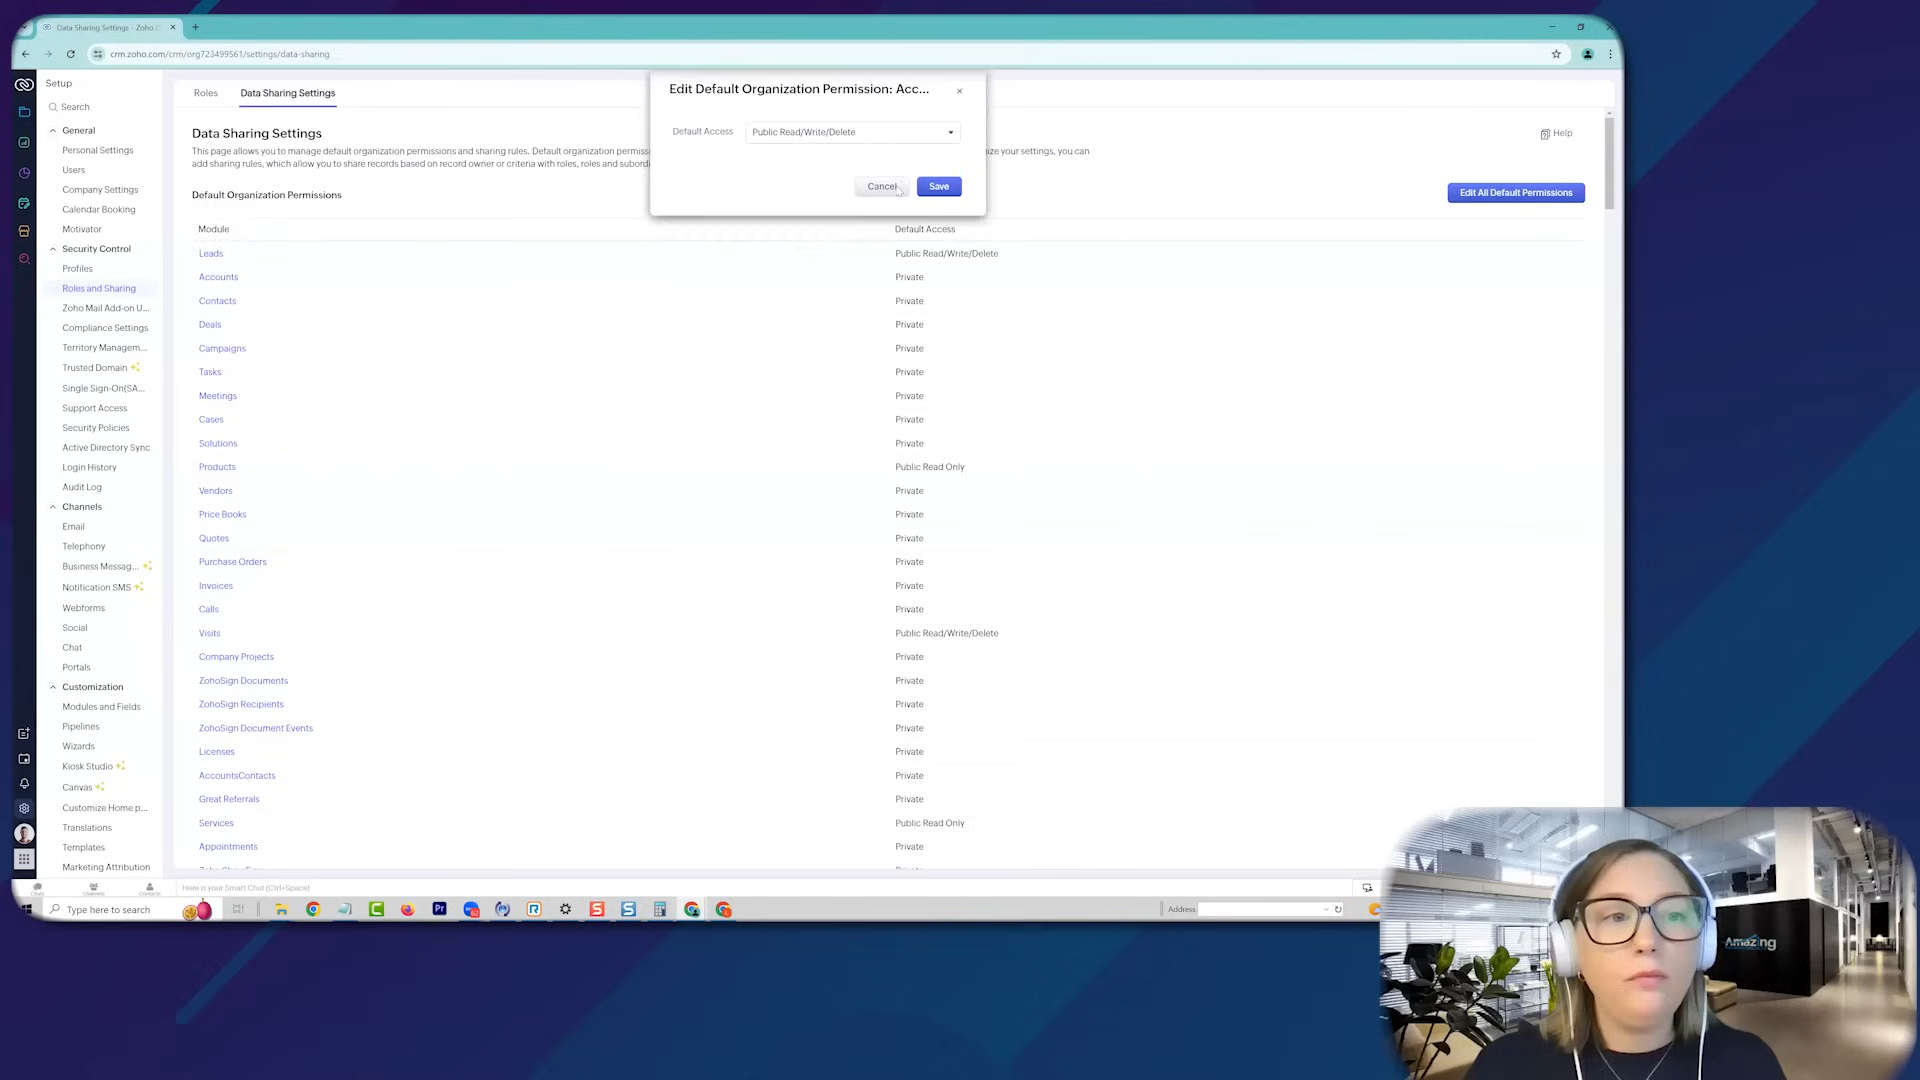 Data Sharing Settings - Zoho C
crm.zoho.com/crm/org723499561/settings/data-sharing
Setup
Search
General
Personal Settings
Users
Company Settings
Calendar Booking
Motivator
Security Control
Profiles
Roles and Sharing
Zoho Mail Add-on U...
Compliance Settings
Territory Managem...
Trusted Domain
Single Sign-On(SA...
Support Access
Security Policies
Active Directory Sync
Login History
Audit Log
Channels
Email
Telephony
Business Messag...
Notification SMS
Webforms
Social
Chat
Portals
Customization
Modules and Fields
Pipelines
Wizards
Kiosk Studio
Canvas
Customize Home p...
Translations
Templates
Marketing Attribution
Roles
Data Sharing Settings
Data Sharing Settings
Help
This page allows you to manage default organization permissions and sharing rules. Default organization permiss
ize your settings, you can
add sharing rules, which allow you to share records based on record owner or criteria with roles, roles and subordi
Default Organization Permissions
Edit All Default Permissions
Edit Default Organization Permission: Acc...
Default Access
Public Read/Write/Delete
Cancel
Save
Module Default Access
Leads Public Read/Write/Delete
Accounts Private
Contacts Private
Deals Private
Campaigns Private
Tasks Private
Meetings Private
Cases Private
Solutions Private
Products Public Read Only
Vendors Private
Price Books Private
Quotes Private
Purchase Orders Private
Invoices Private
Calls Private
Visits Public Read/Write/Delete
Company Projects Private
ZohoSign Documents Private
ZohoSign Recipients Private
ZohoSign Document Events Private
Licenses Private
AccountsContacts Private
Great Referrals Private
Services Public Read Only
Appointments Private
Chats
Channels
Contacts
Here is your Smart Chat (Ctrl+Space)
Type here to search
Pr
Address
Amazing